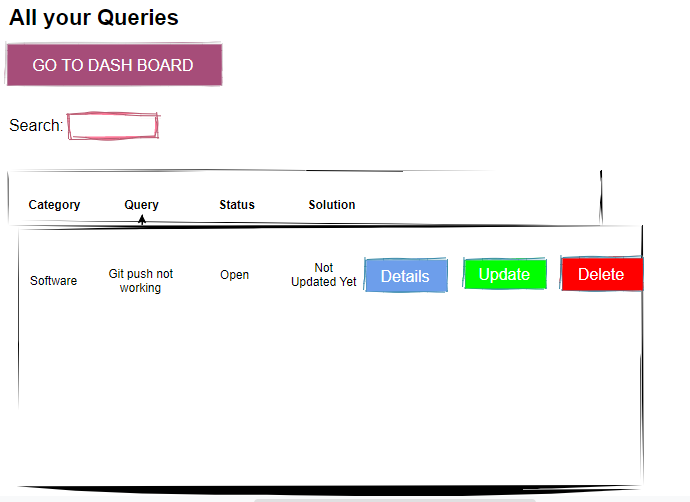 All your Queries
GO TO DASH BOARD
Search:
Category Query Status Solution
Software Git push not working Open Not Updated Yet Details Update Delete